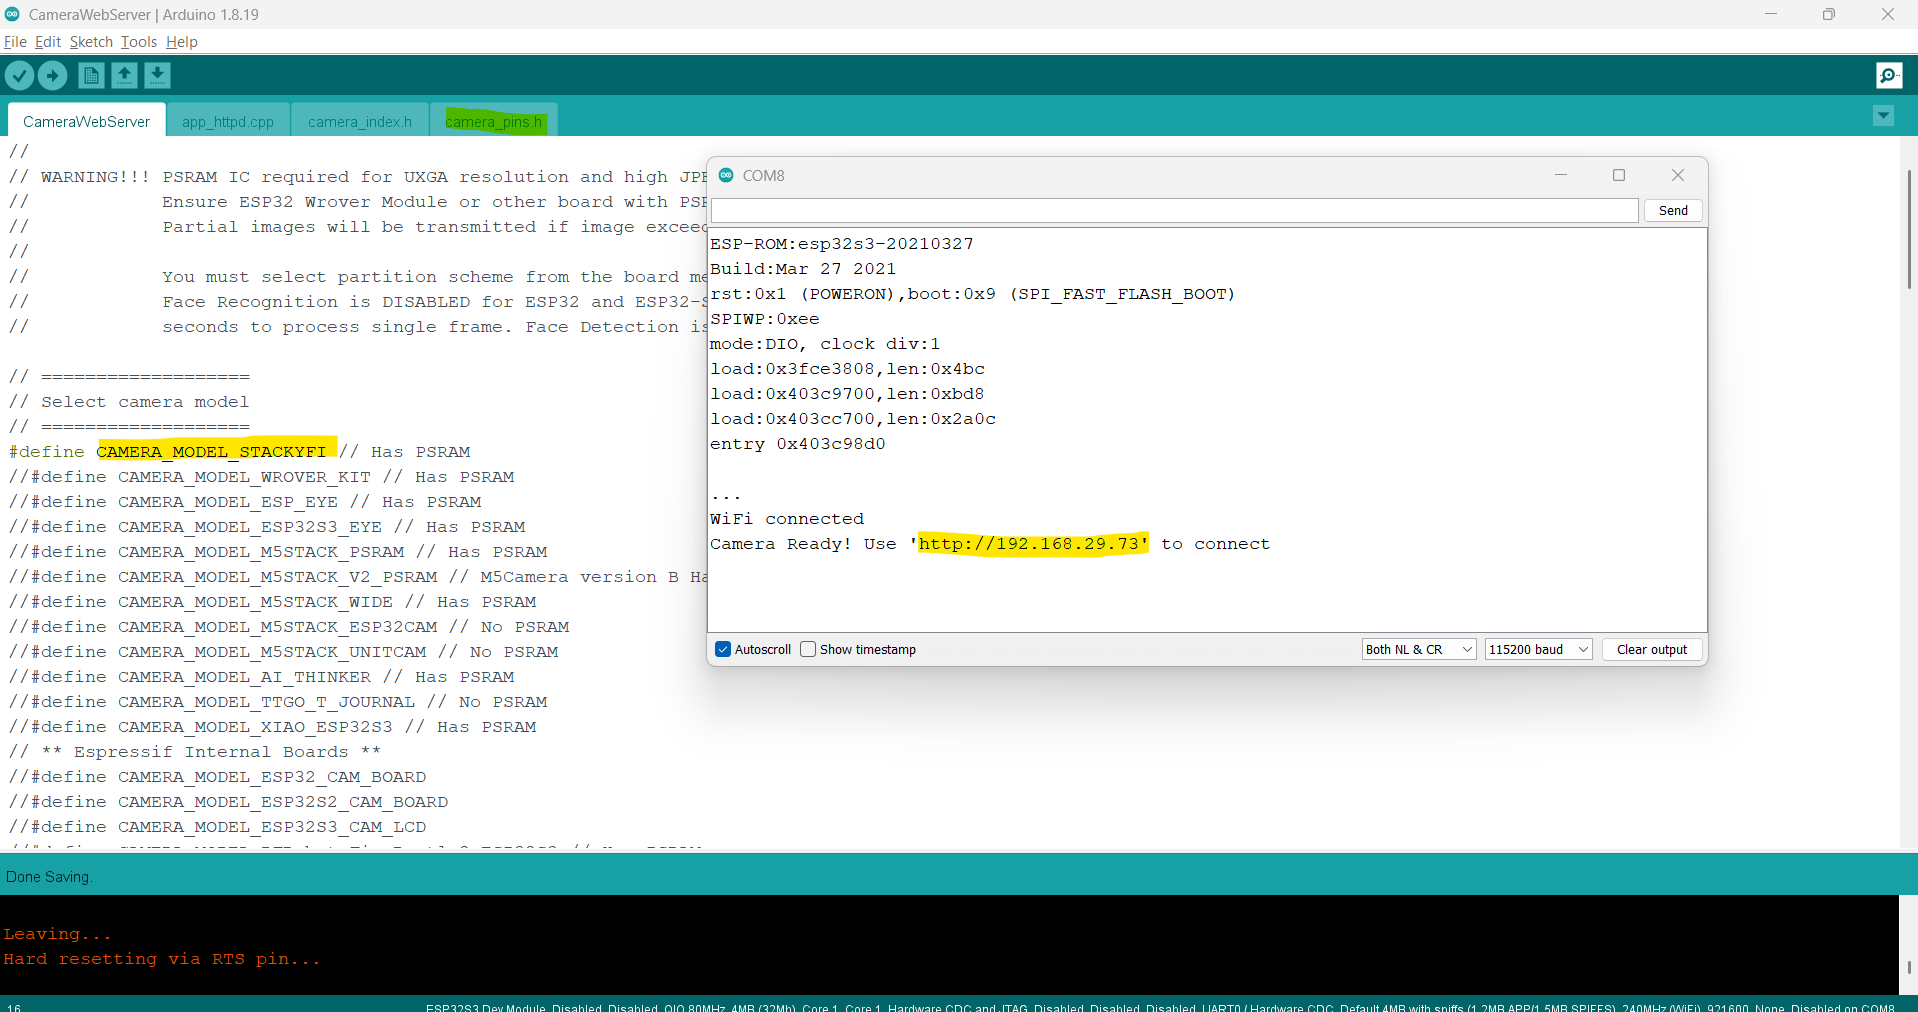 CameraWebServer | Arduino 1.8.19
File Edit Sketch Tools Help
CameraWebServer app_httpd.cpp camera_index.h camera_pins.h
//
// WARNING!!! PSRAM IC required for UXGA resolution and high JPE
// Ensure ESP32 Wrover Module or other board with PSR
// Partial images will be transmitted if image exceed
//
// You must select partition scheme from the board me
// Face Recognition is DISABLED for ESP32 and ESP32-S
// seconds to process single frame. Face Detection is
// ===================
// Select camera model
// ===================
#define CAMERA_MODEL_STACKYFI // Has PSRAM
//#define CAMERA_MODEL_WROVER_KIT // Has PSRAM
//#define CAMERA_MODEL_ESP_EYE // Has PSRAM
//#define CAMERA_MODEL_ESP32S3_EYE // Has PSRAM
//#define CAMERA_MODEL_M5STACK_PSRAM // Has PSRAM
//#define CAMERA_MODEL_M5STACK_V2_PSRAM // M5Camera version B Ha
//#define CAMERA_MODEL_M5STACK_WIDE // Has PSRAM
//#define CAMERA_MODEL_M5STACK_ESP32CAM // No PSRAM
//#define CAMERA_MODEL_M5STACK_UNITCAM // No PSRAM
//#define CAMERA_MODEL_AI_THINKER // Has PSRAM
//#define CAMERA_MODEL_TTGO_T_JOURNAL // No PSRAM
//#define CAMERA_MODEL_XIAO_ESP32S3 // Has PSRAM
// ** Espressif Internal Boards **
//#define CAMERA_MODEL_ESP32_CAM_BOARD
//#define CAMERA_MODEL_ESP32S2_CAM_BOARD
//#define CAMERA_MODEL_ESP32S3_CAM_LCD
COM8
Send
ESP-ROM:esp32s3-20210327
Build:Mar 27 2021
rst:0x1 (POWERON),boot:0x9 (SPI_FAST_FLASH_BOOT)
SPIWP:0xee
mode:DIO, clock div:1
load:0x3fce3808,len:0x4bc
load:0x403c9700,len:0xbd8
load:0x403cc700,len:0x2a0c
entry 0x403c98d0
...
WiFi connected
Camera Ready! Use 'http://192.168.29.73' to connect
Autoscroll Show timestamp Both NL & CR 115200 baud Clear output
Done Saving.
Leaving...
Hard resetting via RTS pin...
16 ESP32S3 Dev Module, Disabled, Disabled, QIO 80MHz, 4MB (32Mb), Core 1, Core 1, Hardware CDC and JTAG, Disabled, Disabled, Disabled, UART0 / Hardware CDC, Default 4MB with spiffs (1.2MB APP/1.5MB SPIFFS), 240MHz (WiFi), 921600, None, Disabled on COM8